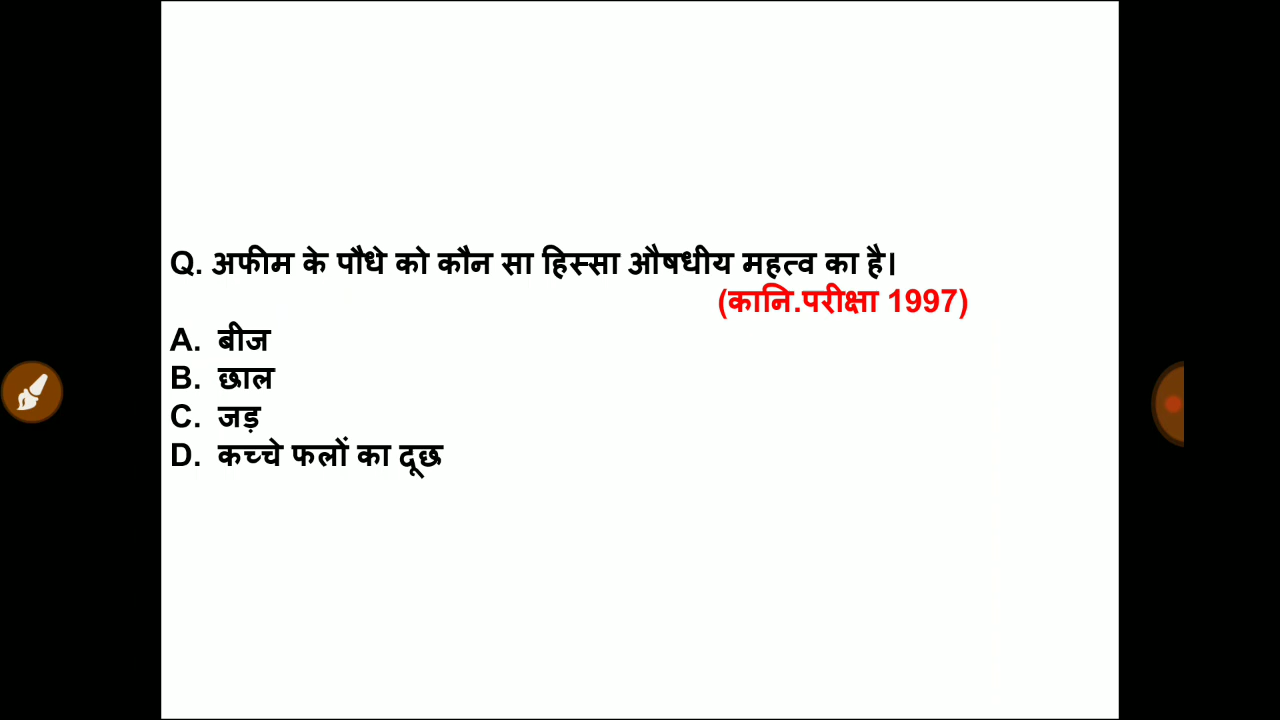 Q. अफीम के पौधे को कौन सा हिस्सा औषधीय महत्व का है।
(कानि.परीक्षा 1997)
A. बीज
B. छाल
C. जड़
D. कच्चे फलों का दूछ